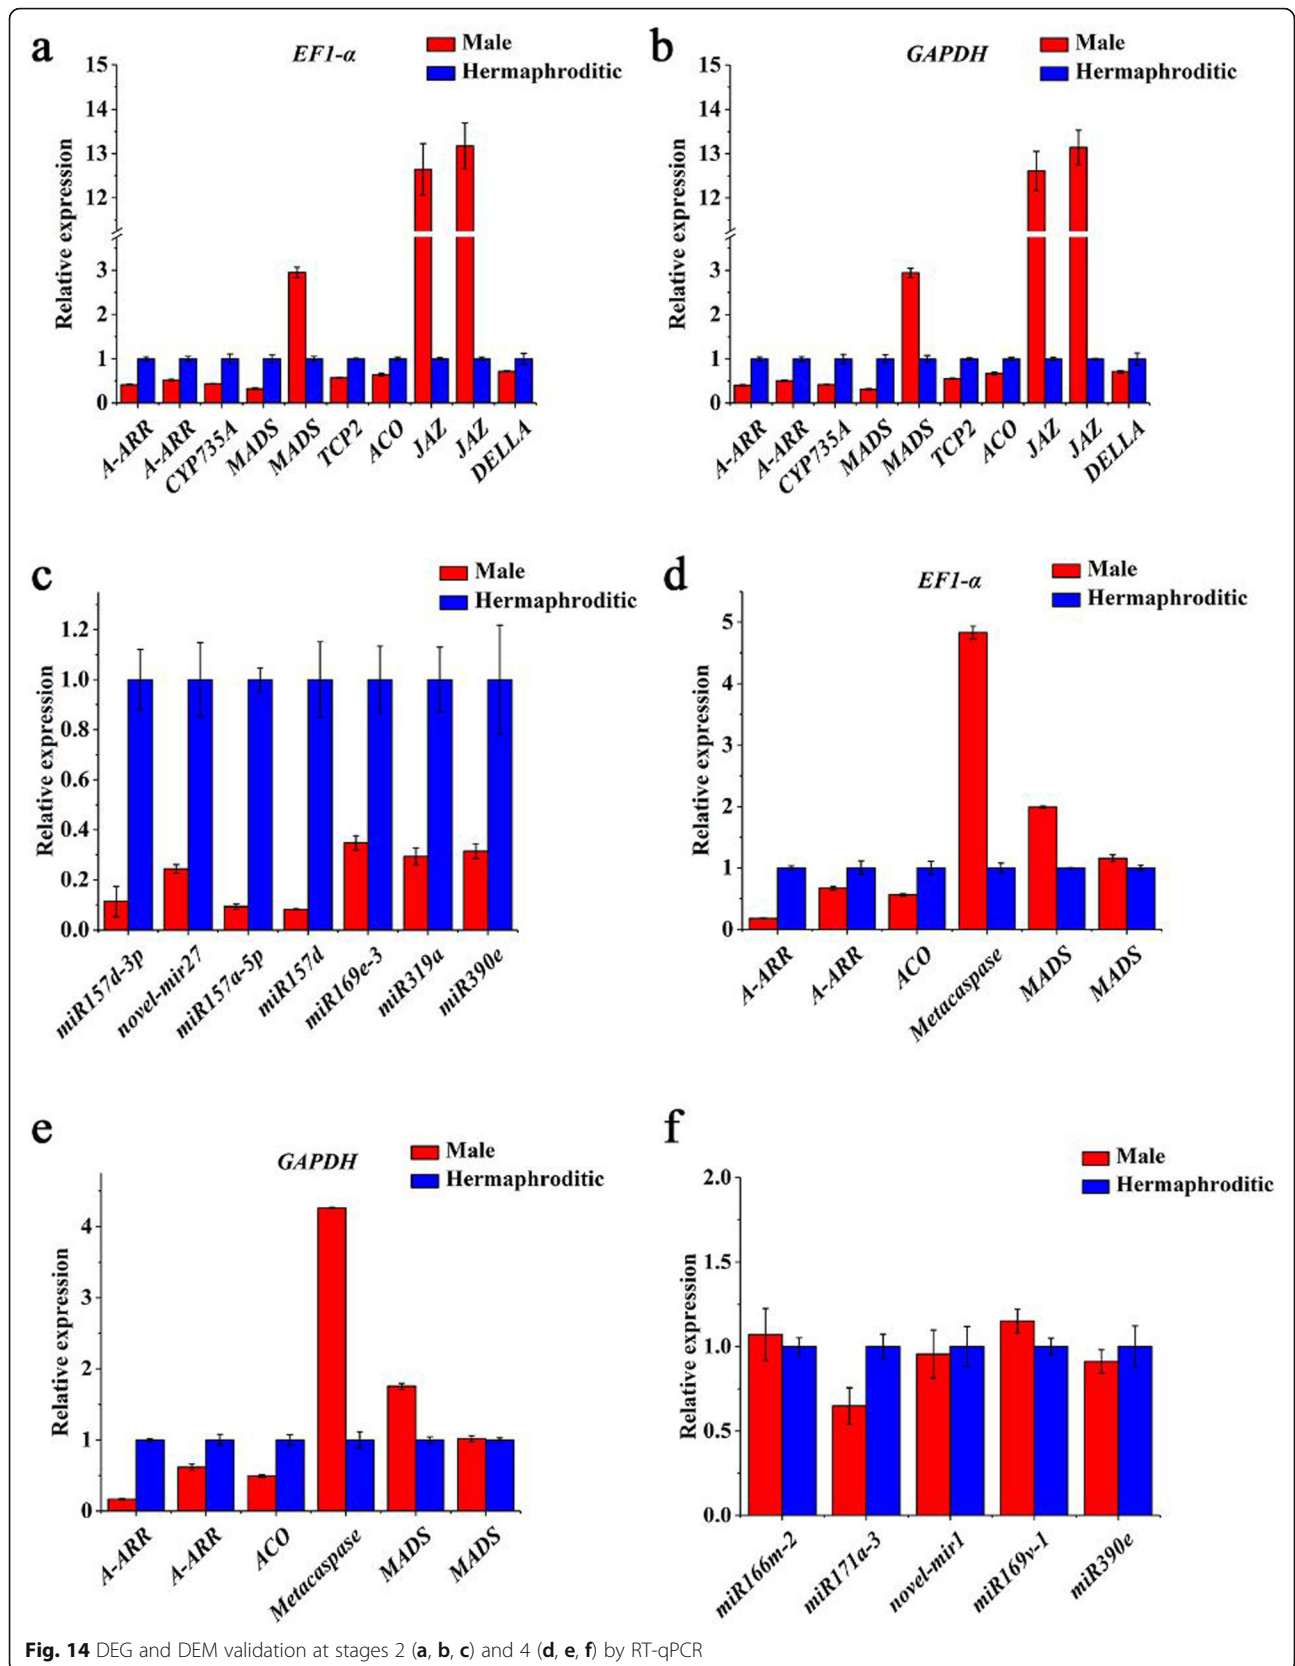 a
EF1-α
Male
Hermaphroditic
Relative expression
15
14
13
12
3
2
1
0
A-ARR
A-ARR
CYP735A
MADS
MADS
TCP2
ACO
JAZ
JAZ
DELLA
b
GAPDH
Male
Hermaphroditic
Relative expression
15
14
13
12
3
2
1
0
A-ARR
A-ARR
CYP735A
MADS
MADS
TCP2
ACO
JAZ
JAZ
DELLA
c
Male
Hermaphroditic
Relative expression
1.2
1.0
0.8
0.6
0.4
0.2
0.0
miR157d-3p
novel-mir27
miR157a-5p
miR157d
miR169e-3
miR319a
miR390e
d
EF1-α
Male
Hermaphroditic
Relative expression
5
4
3
2
1
0
A-ARR
A-ARR
ACO
Metacaspase
MADS
MADS
e
GAPDH
Male
Hermaphroditic
Relative expression
4
3
2
1
0
A-ARR
A-ARR
ACO
Metacaspase
MADS
MADS
f
Male
Hermaphroditic
Relative expression
2.0
1.5
1.0
0.5
0.0
miR166m-2
miR171a-3
novel-mir1
miR169v-1
miR390e
Fig. 14 DEG and DEM validation at stages 2 (a, b, c) and 4 (d, e, f) by RT-qPCR